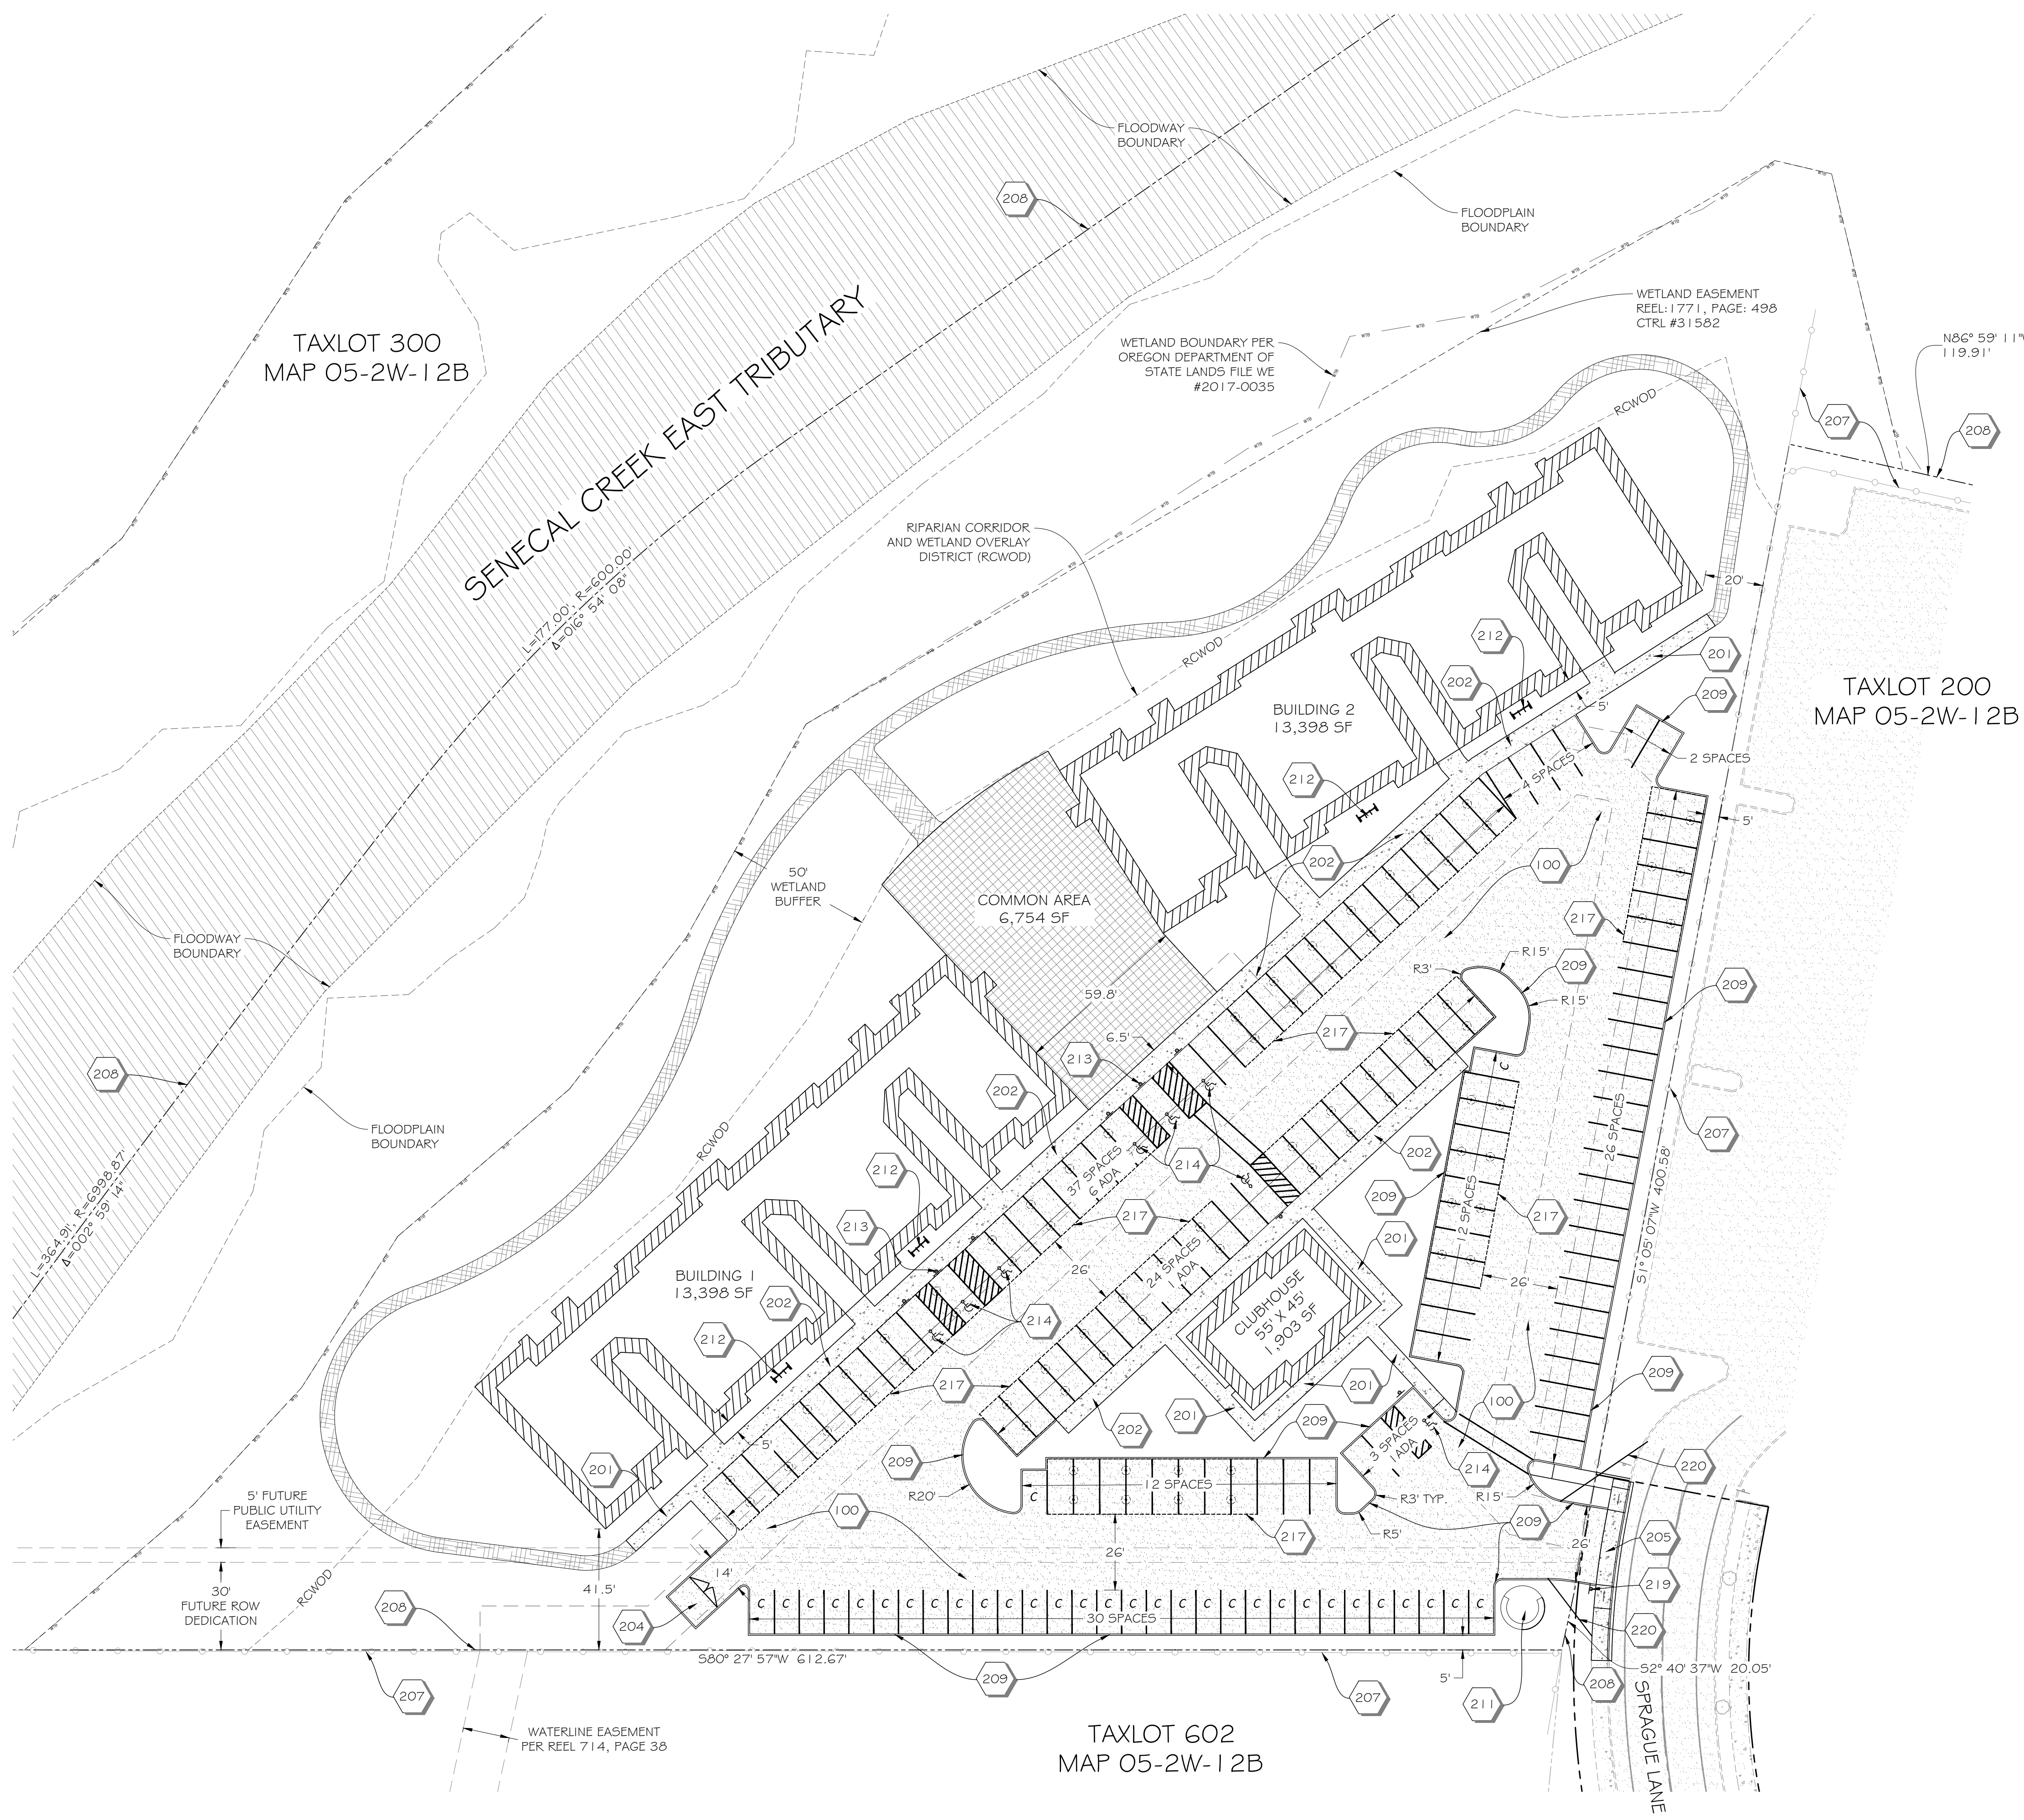 FLOODWAY
BOUNDARY
208
FLOODPLAIN
BOUNDARY
WETLAND EASEMENT
REEL:1771, PAGE: 498
CTRL #31582
TAXLOT 300
MAP 05-2W-12B
SENECAL CREEK EAST TRIBUTARY
WETLAND BOUNDARY PER
OREGON DEPARTMENT OF
STATE LANDS FILE WE
#2017-0035
N86° 59' 11"
119.91'
RCWOD
207
208
RIPARIAN CORRIDOR
AND WETLAND OVERLAY
DISTRICT (RCWOD)
L=177.00', R=600.00'
Δ=016° 54' 08"
20'
RCWOD
212
201
202
209
5'
TAXLOT 200
MAP 05-2W-12B
BUILDING 2
13,398 SF
2 SPACES
4 SPACES
212
5'
202
100
50'
WETLAND
BUFFER
COMMON AREA
6,754 SF
217
FLOODWAY
BOUNDARY
R15'
R3'
209
209
59.8'
R15'
217
6.5'
213
208
202
C
FLOODPLAIN
BOUNDARY
26 SPACES
207
RCWOD
202
37 SPACES
6 ADA
214
212
209
12 SPACES
217
217
213
S1° 05' 07"W 400.58'
L=364.91', R=6998.87'
Δ=002° 59' 14"
201
BUILDING 1
13,398 SF
26'
24 SPACES
1 ADA
26'
202
CLUBHOUSE
55' X 45'
1,903 SF
212
214
209
217
201
100
201
209
202
5'
3 SPACES
1 ADA
201
209
214
220
12 SPACES
R20'
C
R3' TYP.
R15'
5' FUTURE
PUBLIC UTILITY
EASEMENT
100
209
R5'
217
205
26'
26'
14'
30'
FUTURE ROW
DEDICATION
41.5'
219
RCWOD
208
C C C C C C C C C C C C C C C C C C C C C C C C C C C C C
30 SPACES
204
220
S80° 27' 57"W 612.67'
S2° 40' 37"W 20.05'
209
5'
208
207
207
211
SPRAGUE LANE
WATERLINE EASEMENT
PER REEL 714, PAGE 38
TAXLOT 602
MAP 05-2W-12B